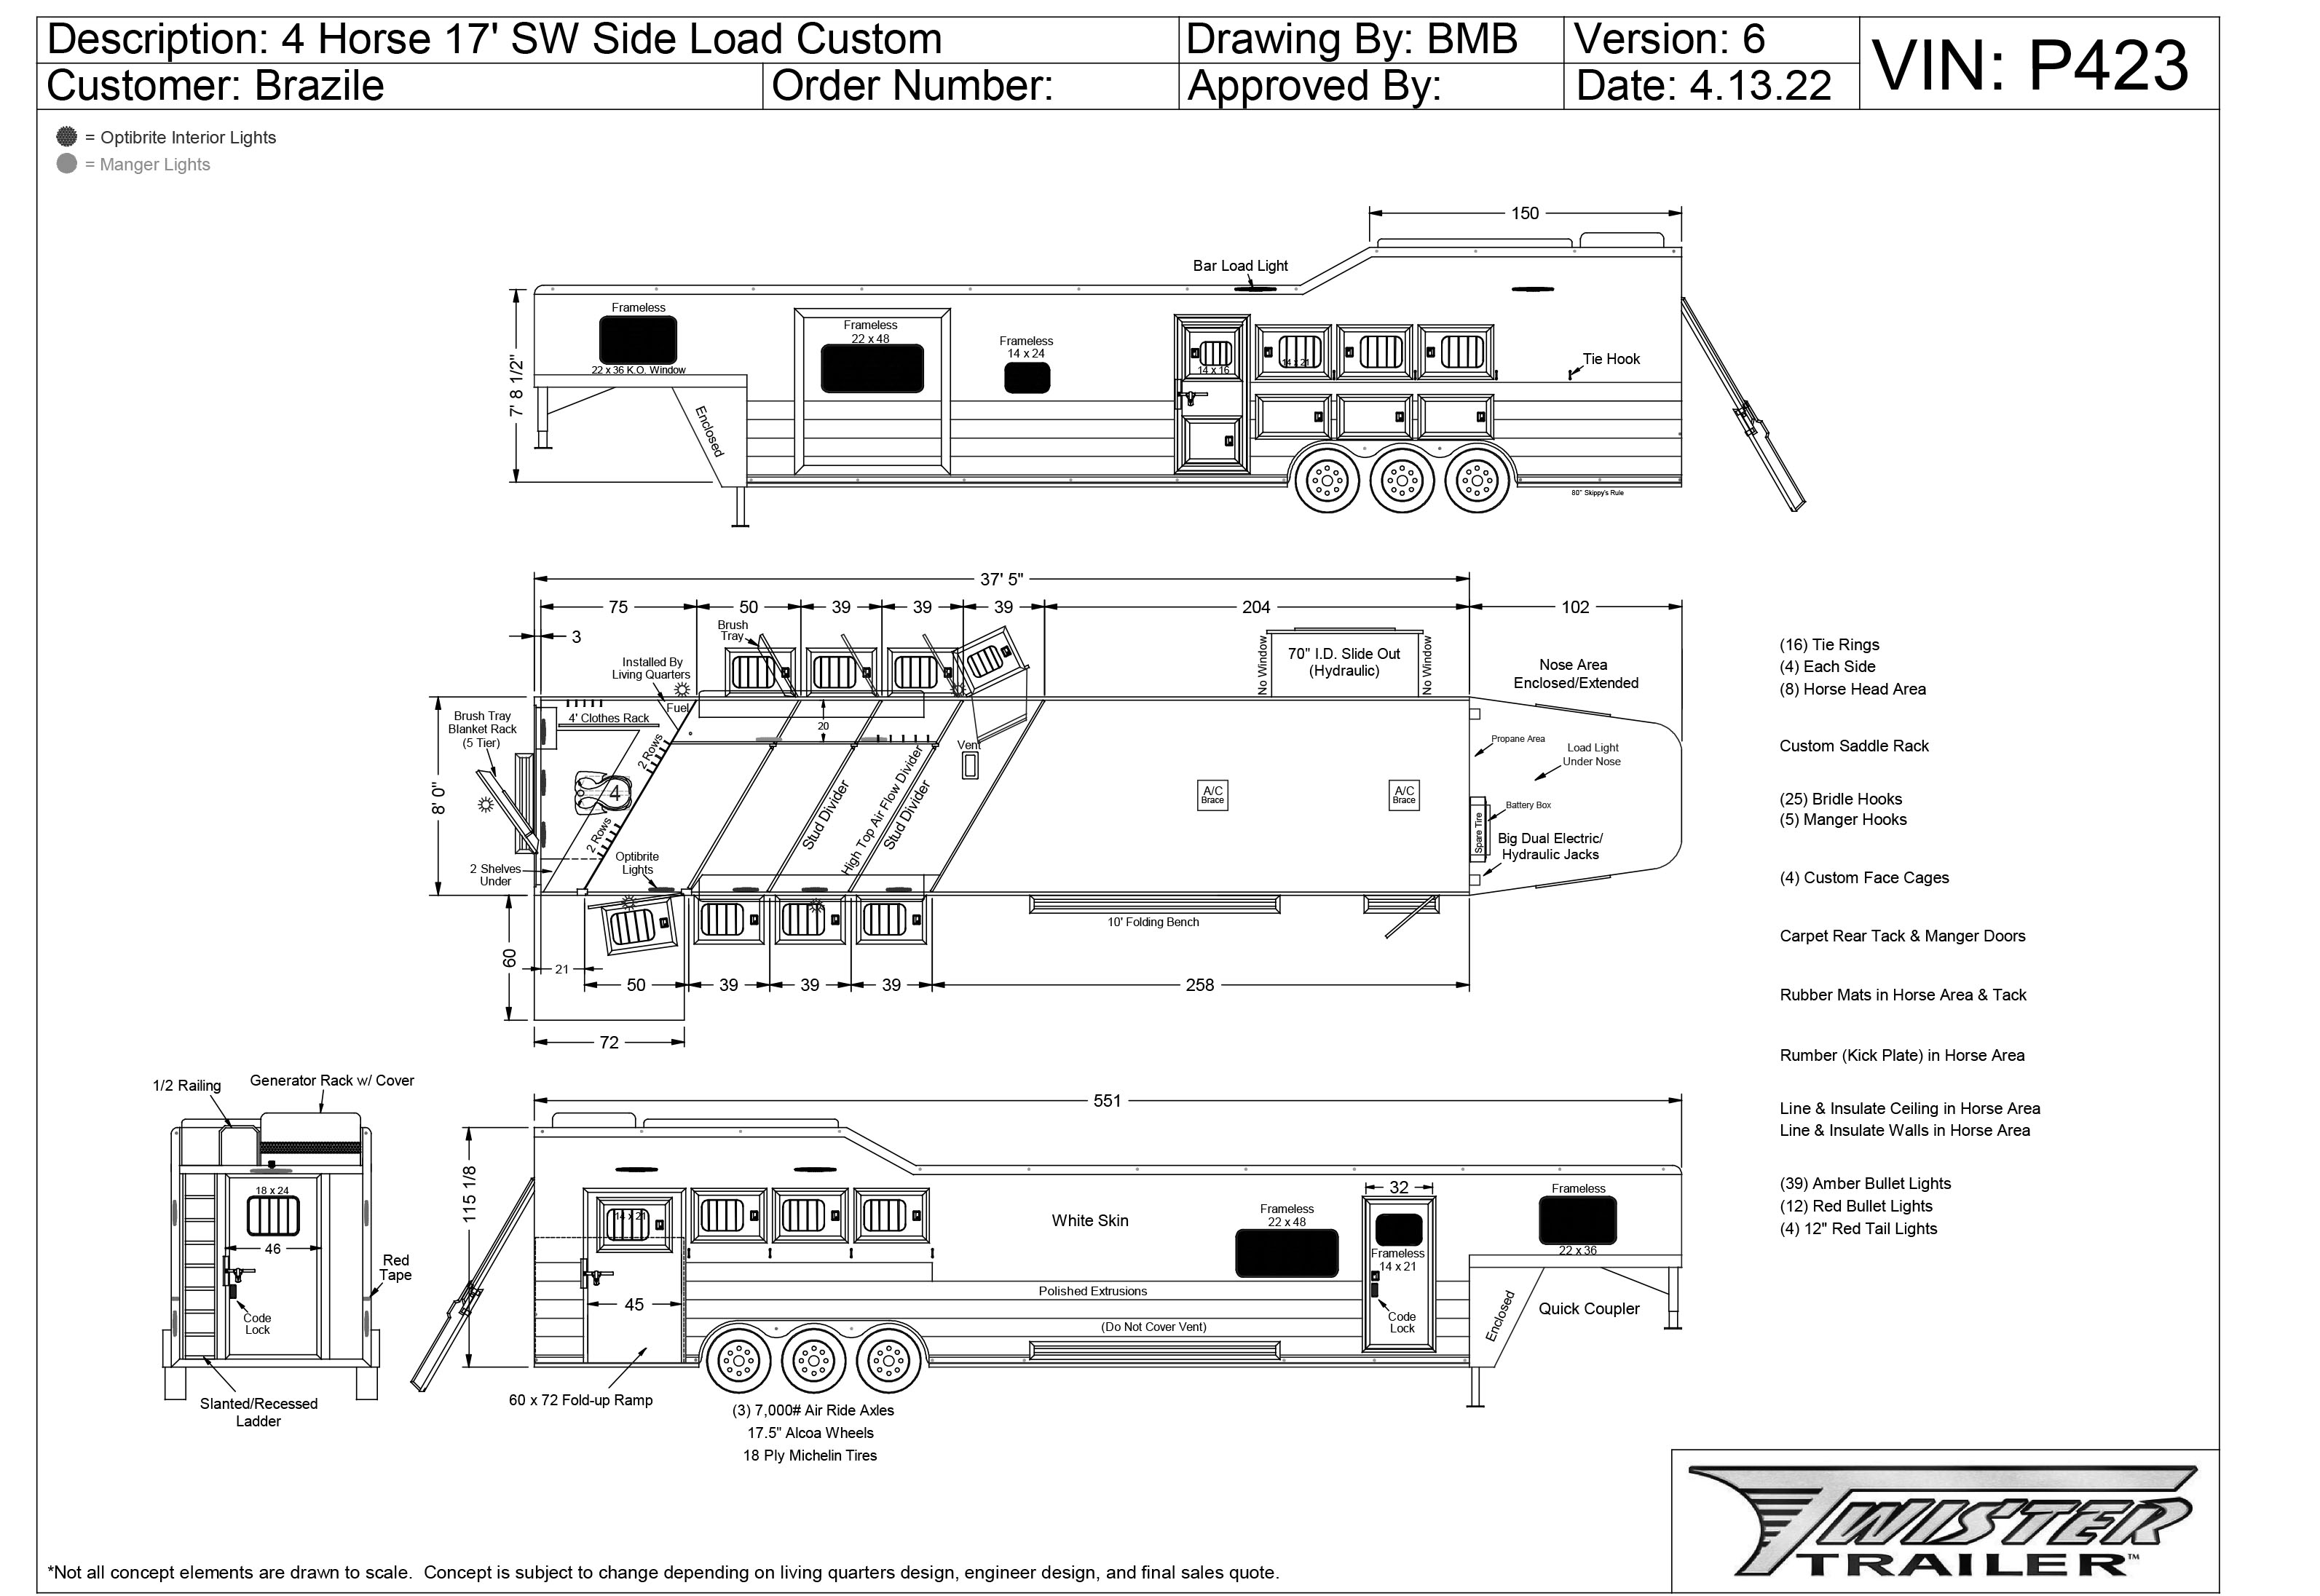 Description: 4 Horse 17' SW Side Load Custom
Drawing By: BMB
Version: 6
VIN: P423
Customer: Brazile
Order Number:
Approved By:
Date: 4.13.22
= Optibrite Interior Lights
= Manger Lights
150
Bar Load Light
7' 8 1/2"
Frameless
22 x 36 K.O. Window
Enclosed
Frameless
22 x 48
Frameless
14 x 24
14 x 16
14 x 21
Tie Hook
80" Skippy's Rule
37' 5"
75
50
39
39
39
204
102
3
Brush
Tray
Installed By
Living Quarters
Fuel
No Window
70" I.D. Slide Out
(Hydraulic)
No Window
Nose Area
Enclosed/Extended
8' 0"
Brush Tray
Blanket Rack
(5 Tier)
4' Clothes Rack
2 Rows
4
2 Rows
20
Vent
Stud Divider
High Top Air Flow Divider
Stud Divider
A/C
Brace
A/C
Brace
Propane Area
Load Light
Under Nose
Battery Box
Spare Tire
Big Dual Electric/
Hydraulic Jacks
2 Shelves
Under
Optibrite
Lights
10' Folding Bench
60
21
50
39
39
39
258
72
(16) Tie Rings
(4) Each Side
(8) Horse Head Area
Custom Saddle Rack
(25) Bridle Hooks
(5) Manger Hooks
(4) Custom Face Cages
Carpet Rear Tack & Manger Doors
Rubber Mats in Horse Area & Tack
Rumber (Kick Plate) in Horse Area
Line & Insulate Ceiling in Horse Area
Line & Insulate Walls in Horse Area
(39) Amber Bullet Lights
(12) Red Bullet Lights
(4) 12" Red Tail Lights
1/2 Railing
Generator Rack w/ Cover
18 x 24
46
Code
Lock
Red
Tape
Slanted/Recessed
Ladder
551
115 1/8
14 x 21
45
White Skin
Polished Extrusions
(Do Not Cover Vent)
Frameless
22 x 48
32
Frameless
14 x 21
Code
Lock
Frameless
22 x 36
Enclosed
Quick Coupler
60 x 72 Fold-up Ramp
(3) 7,000# Air Ride Axles
17.5" Alcoa Wheels
18 Ply Michelin Tires
TWISTER
TRAILER™
*Not all concept elements are drawn to scale. Concept is subject to change depending on living quarters design, engineer design, and final sales quote.